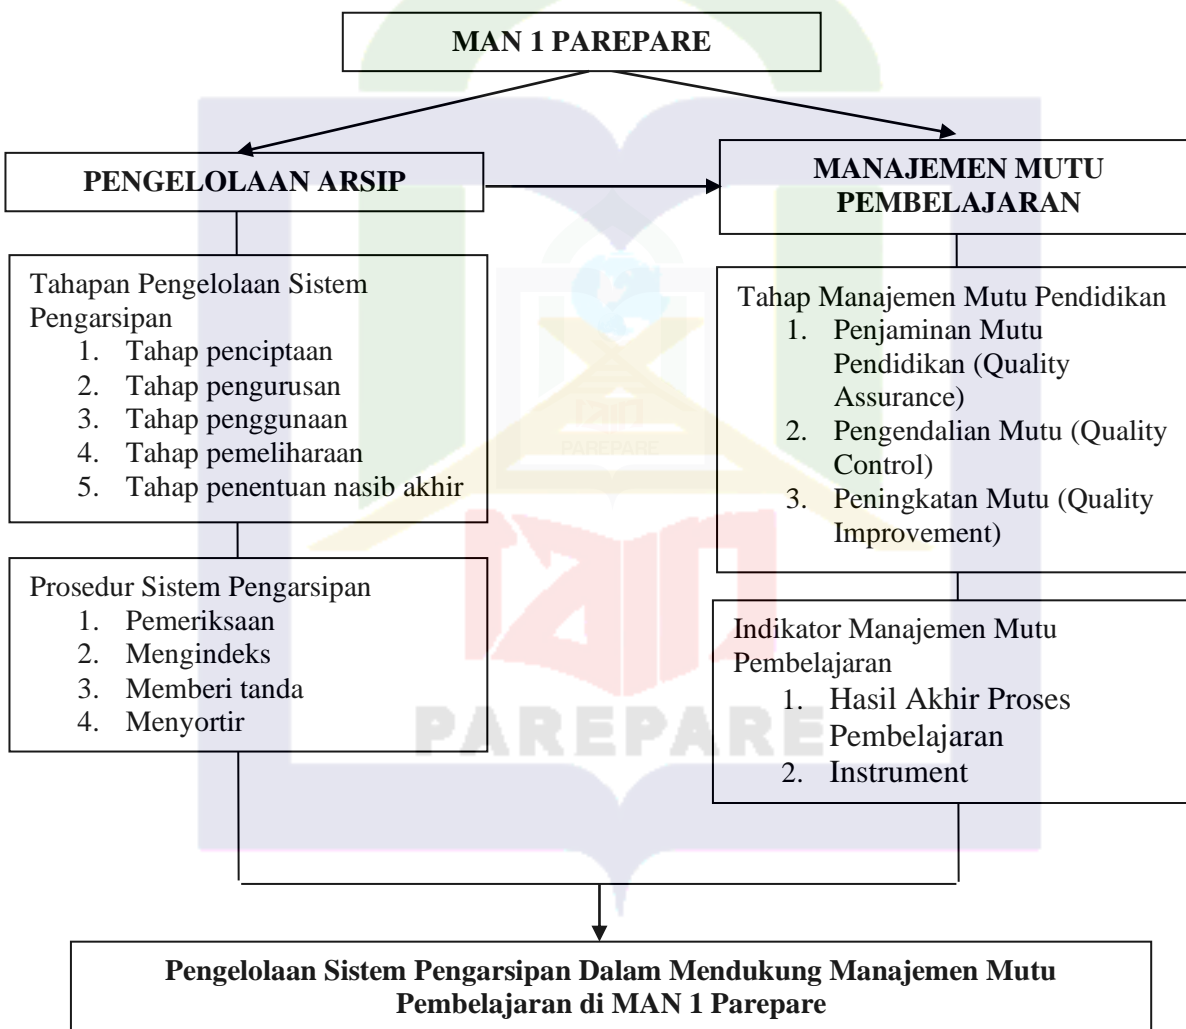 MAN 1 PAREPARE
PENGELOLAAN ARSIP
MANAJEMEN MUTU
PEMBELAJARAN
Tahapan Pengelolaan Sistem
Pengarsipan
1. Tahap penciptaan
2. Tahap pengurusan
3. Tahap penggunaan
4. Tahap pemeliharaan
5. Tahap penentuan nasib akhir
Prosedur Sistem Pengarsipan
1. Pemeriksaan
2. Mengindeks
3. Memberi tanda
4. Menyortir
Tahap Manajemen Mutu Pendidikan
1. Penjaminan Mutu
Pendidikan (Quality
Assurance)
2. Pengendalian Mutu (Quality
Control)
3. Peningkatan Mutu (Quality
Improvement)
Indikator Manajemen Mutu
Pembelajaran
1. Hasil Akhir Proses
Pembelajaran
2. Instrument
IAIN
PAREPARE
IAIN
PAREPARE
Pengelolaan Sistem Pengarsipan Dalam Mendukung Manajemen Mutu
Pembelajaran di MAN 1 Parepare